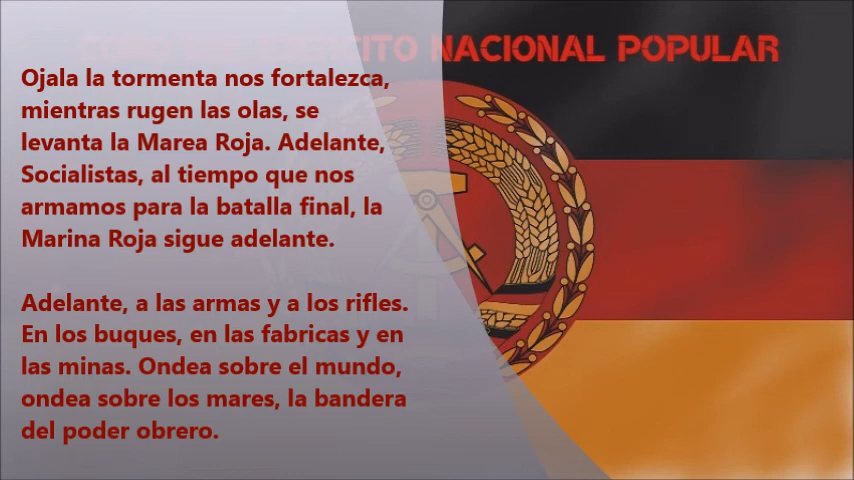 CITO NACIONAL POPULAR
Ojala la tormenta nos fortalezca,
mientras rugen las olas, se
levanta la Marea Roja. Adelante,
Socialistas, al tiempo que nos
armamos para la batalla final, la
Marina Roja sigue adelante.
Adelante, a las armas y a los rifles.
En los buques, en las fabricas y en
las minas. Ondea sobre el mundo,
ondea sobre los mares, la bandera
del poder obrero.